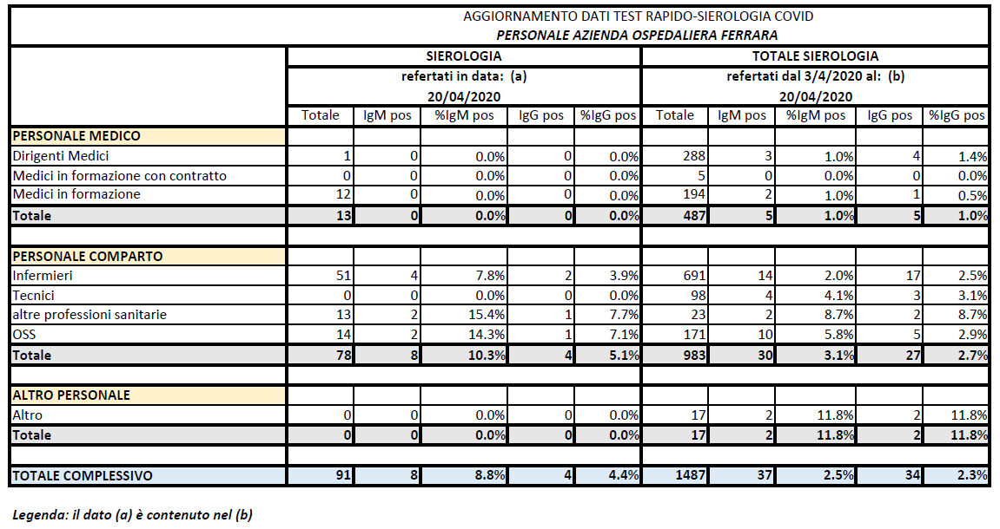 AGGIORNAMENTO DATI TEST RAPIDO-SIEROLOGIA COVID
PERSONALE AZIENDA OSPEDALIERA FERRARA
SIEROLOGIA TOTALE SIEROLOGIA
refertati in data: (a) refertati dal 3/4/2020 al: (b)
20/04/2020 20/04/2020
Totale IgM pos %IgM pos IgG pos %IgG pos Totale IgM pos %IgM pos IgG pos %IgG pos
PERSONALE MEDICO
Dirigenti Medici 1 0 0.0% 0 0.0% 288 3 1.0% 4 1.4%
Medici in formazione con contratto 0 0 0.0% 0 0.0% 5 0 0.0% 0 0.0%
Medici in formazione 12 0 0.0% 0 0.0% 194 2 1.0% 1 0.5%
Totale 13 0 0.0% 0 0.0% 487 5 1.0% 5 1.0%
PERSONALE COMPARTO
Infermieri 51 4 7.8% 2 3.9% 691 14 2.0% 17 2.5%
Tecnici 0 0 0.0% 0 0.0% 98 4 4.1% 3 3.1%
altre professioni sanitarie 13 2 15.4% 1 7.7% 23 2 8.7% 2 8.7%
OSS 14 2 14.3% 1 7.1% 171 10 5.8% 5 2.9%
Totale 78 8 10.3% 4 5.1% 983 30 3.1% 27 2.7%
ALTRO PERSONALE
Altro 0 0 0.0% 0 0.0% 17 2 11.8% 2 11.8%
Totale 0 0 0.0% 0 0.0% 17 2 11.8% 2 11.8%
TOTALE COMPLESSIVO 91 8 8.8% 4 4.4% 1487 37 2.5% 34 2.3%
Legenda: il dato (a) è contenuto nel (b)